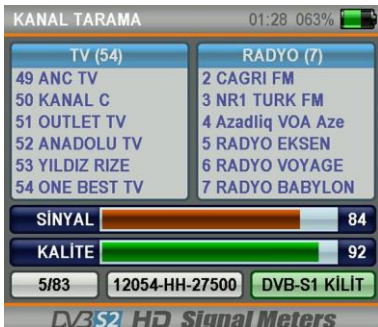 KANAL TARAMA 01:28 063%
TV (54)
49 ANC TV
50 KANAL C
51 OUTLET TV
52 ANADOLU TV
53 YILDIZ RIZE
54 ONE BEST TV
RADYO (7)
2 CAGRI FM
3 NR1 TURK FM
4 Azadliq VOA Aze
5 RADYO EKSEN
6 RADYO VOYAGE
7 RADYO BABYLON
SİNYAL 84
KALİTE 92
5/83 12054-HH-27500 DVB-S1 KİLİT
DVB S2 HD Signal Meters